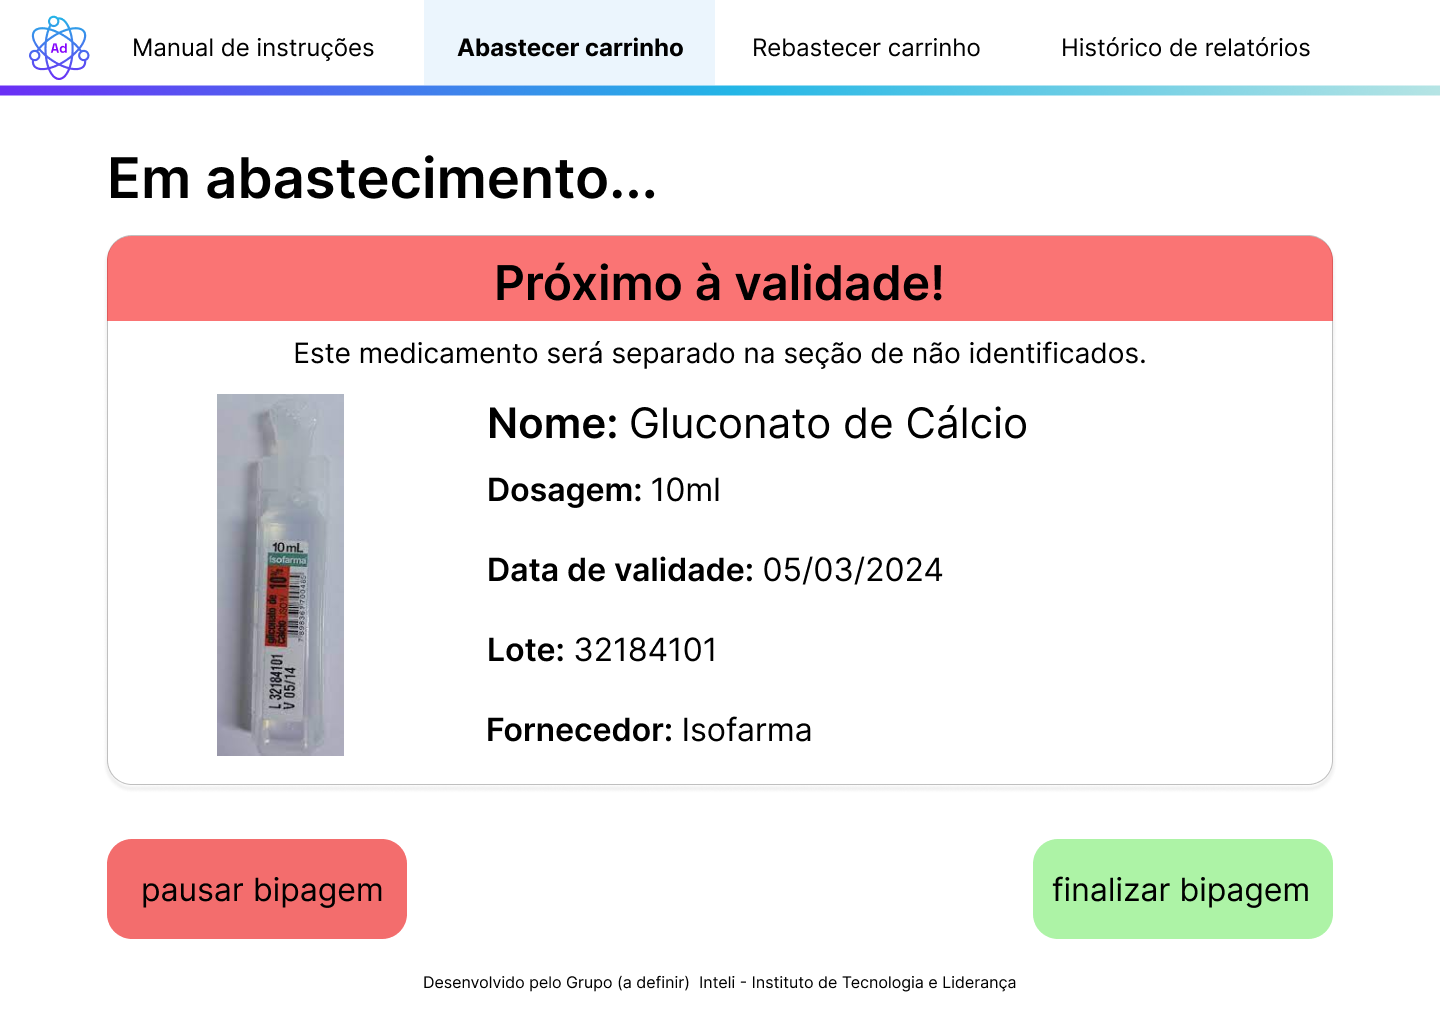 Ad
Manual de instruções
Abastecer carrinho
Rebastecer carrinho
Histórico de relatórios
Em abastecimento...
Próximo à validade!
Este medicamento será separado na seção de não identificados.
10 mL
isofarma
gliconato de
cálcio
10%
L 32184101
V 05/14
Nome: Gluconato de Cálcio
Dosagem: 10ml
Data de validade: 05/03/2024
Lote: 32184101
Fornecedor: Isofarma
pausar bipagem
finalizar bipagem
Desenvolvido pelo Grupo (a definir) Inteli - Instituto de Tecnologia e Liderança